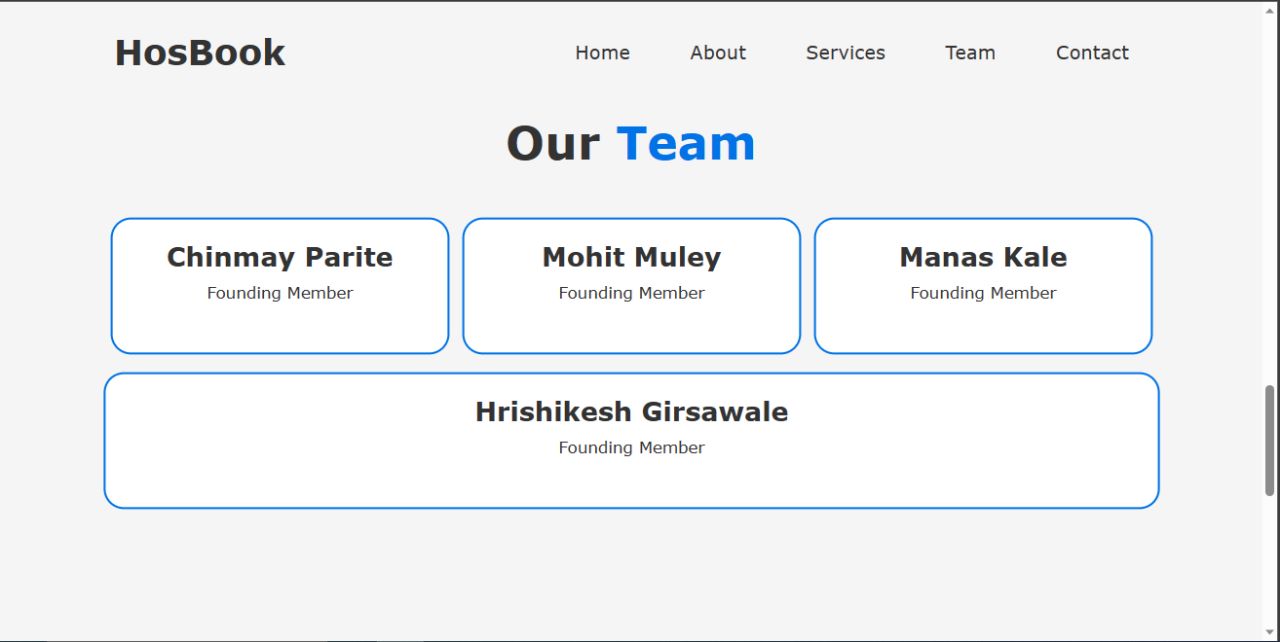 HosBook
Home About Services Team Contact
Our Team
Chinmay Parite
Founding Member
Mohit Muley
Founding Member
Manas Kale
Founding Member
Hrishikesh Girsawale
Founding Member